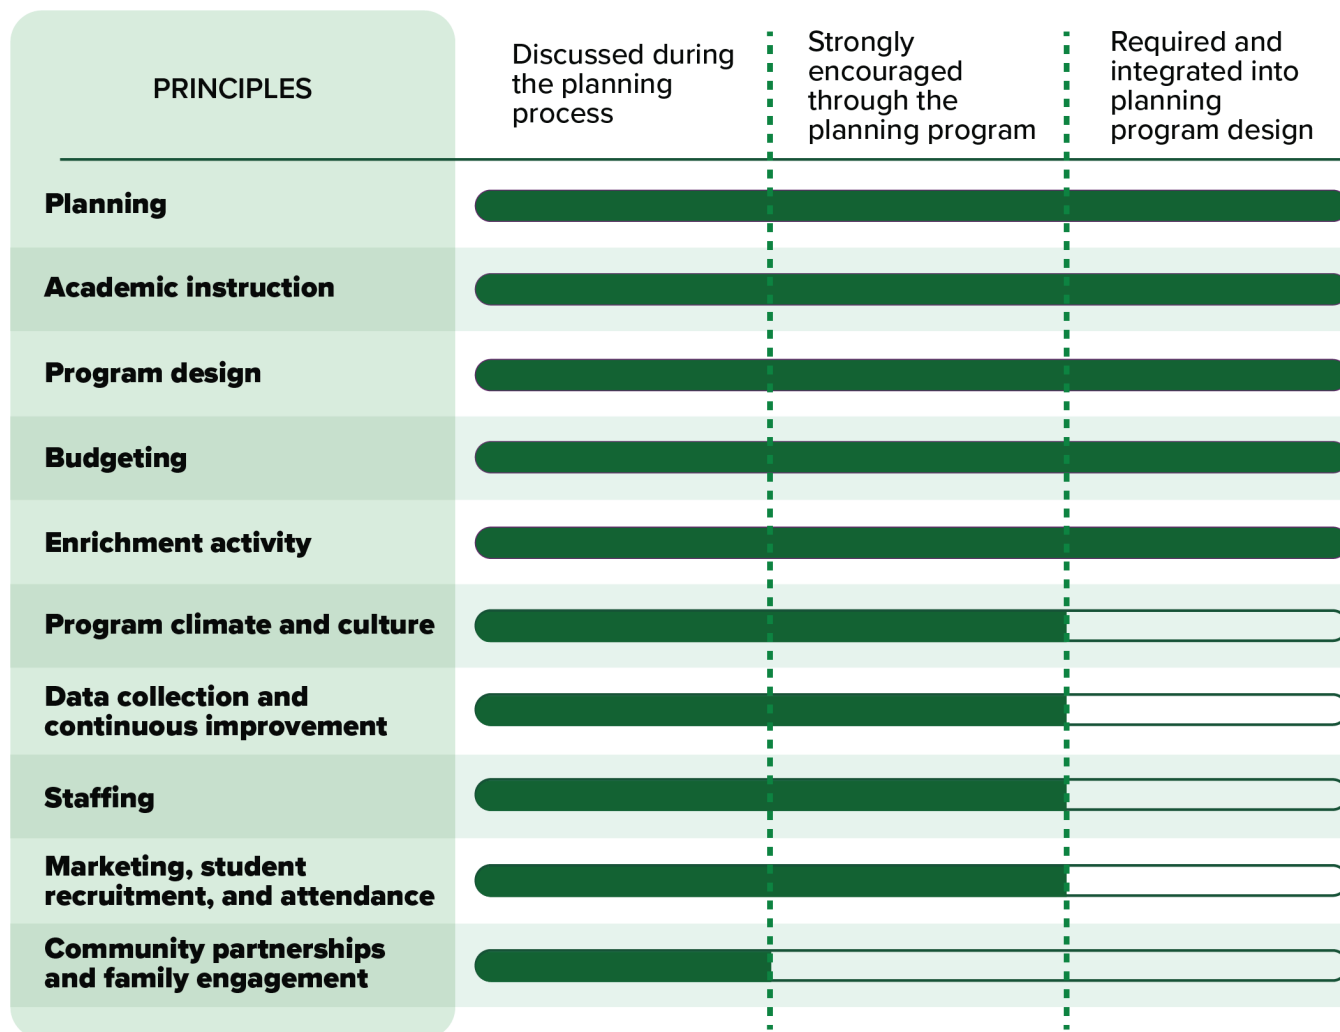 PRINCIPLES
Discussed during
the planning
process
Strongly
encouraged
through the
planning program
Required and
integrated into
planning
program design
Planning
Academic instruction
Program design
Budgeting
Enrichment activity
Program climate and culture
Data collection and
continuous improvement
Staffing
Marketing, student
recruitment, and attendance
Community partnerships
and family engagement